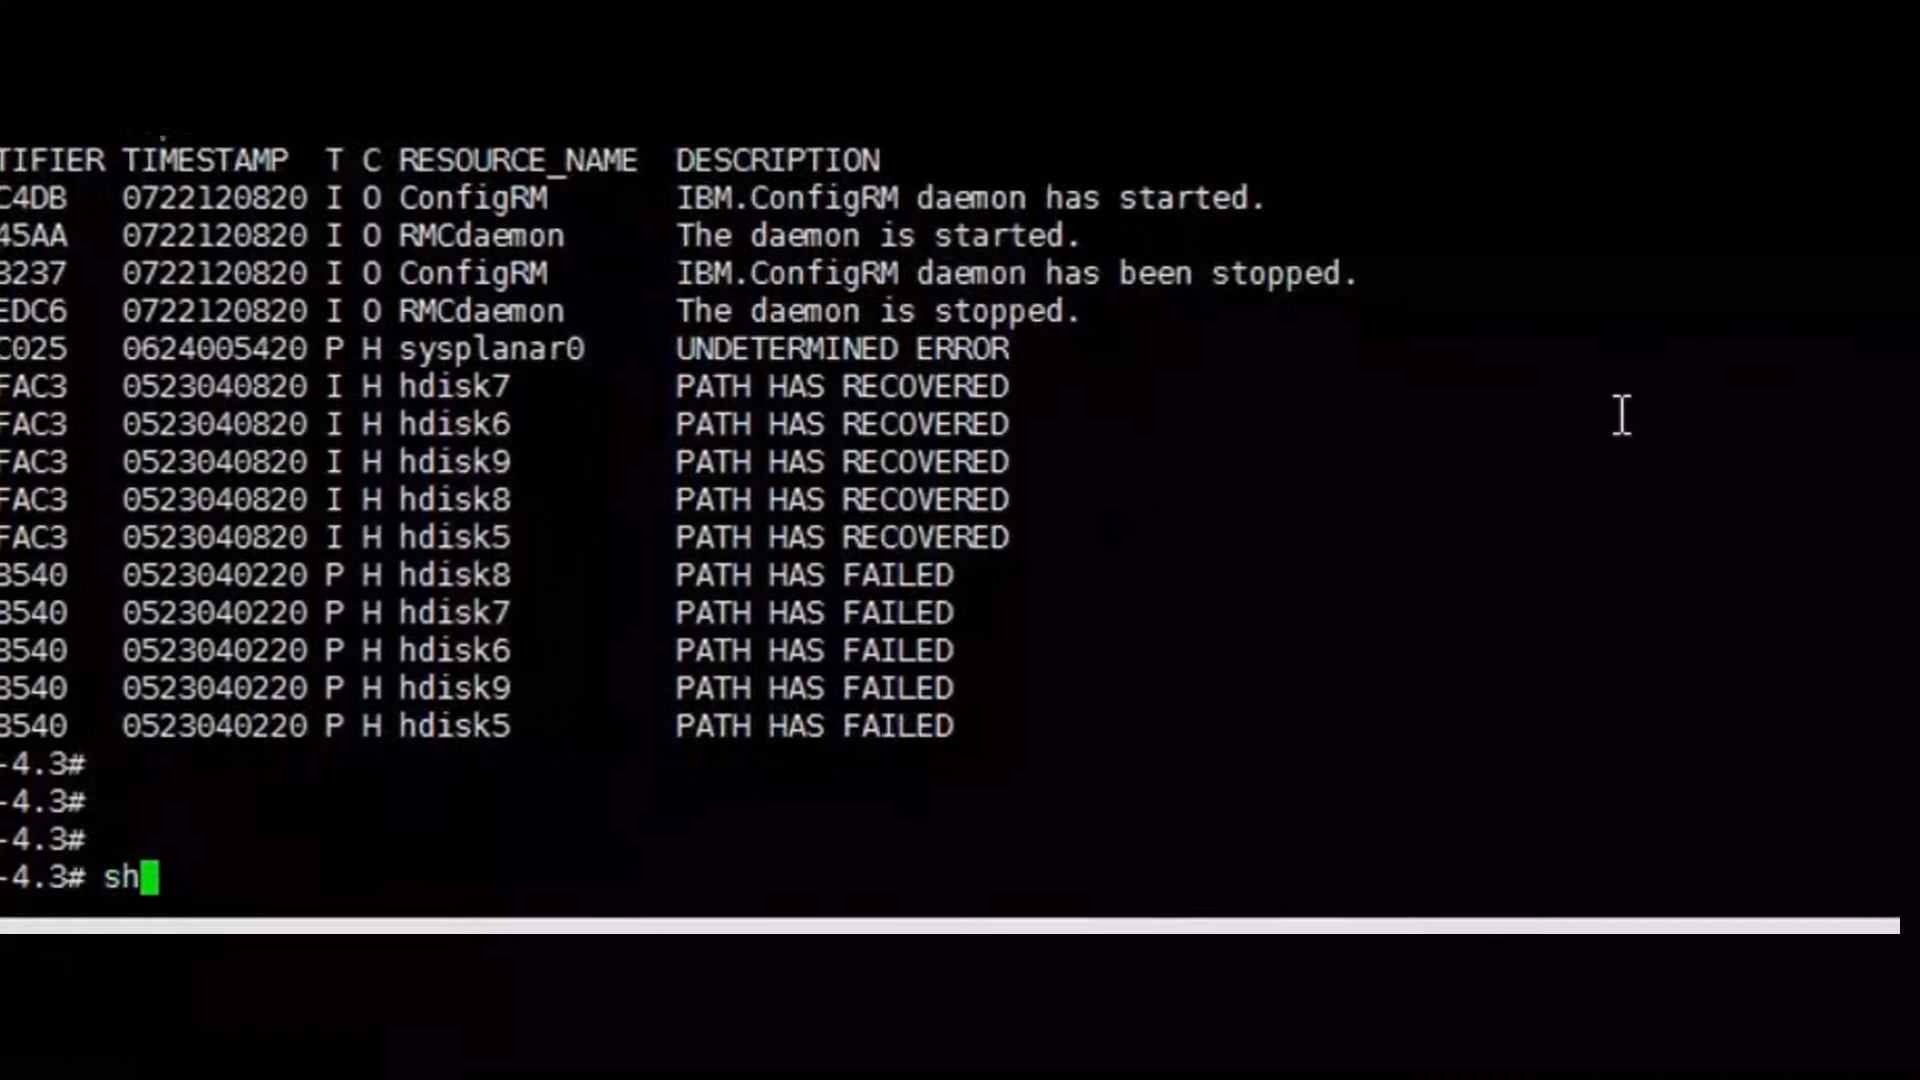 TIFIER TIMESTAMP T C RESOURCE_NAME DESCRIPTION
C4DB 0722120820 I O ConfigRM IBM.ConfigRM daemon has started.
45AA 0722120820 I O RMCdaemon The daemon is started.
3237 0722120820 I O ConfigRM IBM.ConfigRM daemon has been stopped.
EDC6 0722120820 I O RMCdaemon The daemon is stopped.
C025 0624005420 P H sysplanar0 UNDETERMINED ERROR
FAC3 0523040820 I H hdisk7 PATH HAS RECOVERED
FAC3 0523040820 I H hdisk6 PATH HAS RECOVERED
FAC3 0523040820 I H hdisk9 PATH HAS RECOVERED
FAC3 0523040820 I H hdisk8 PATH HAS RECOVERED
FAC3 0523040820 I H hdisk5 PATH HAS RECOVERED
8540 0523040220 P H hdisk8 PATH HAS FAILED
8540 0523040220 P H hdisk7 PATH HAS FAILED
8540 0523040220 P H hdisk6 PATH HAS FAILED
8540 0523040220 P H hdisk9 PATH HAS FAILED
8540 0523040220 P H hdisk5 PATH HAS FAILED
-4.3#
-4.3#
-4.3#
-4.3# sh